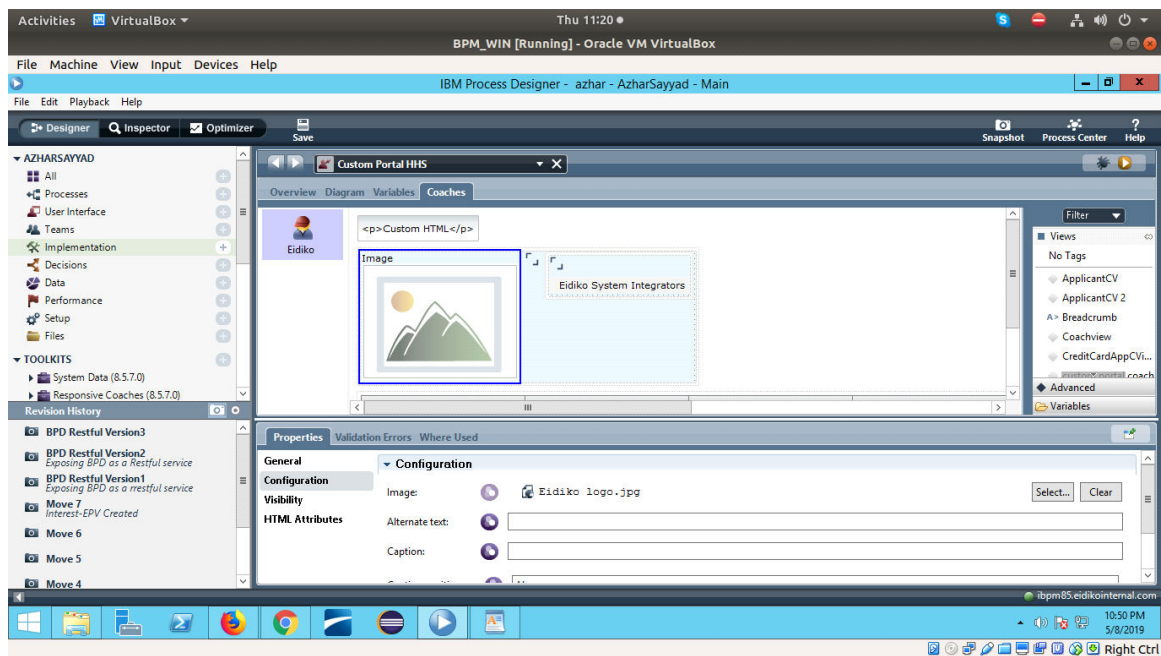 Activities VirtualBox Thu 11:20
BPM_WIN [Running] - Oracle VM VirtualBox
File Machine View Input Devices Help
IBM Process Designer - azhar - AzharSayyad - Main
File Edit Playback Help
Designer Inspector Optimizer Save Snapshot Process Center Help
AZHARSAYYAD
All
Processes
User Interface
Teams
Implementation
Decisions
Data
Performance
Setup
Files
TOOLKITS
System Data (8.5.7.0)
Responsive Coaches (8.5.7.0)
Revision History
BPD Restful Version3
BPD Restful Version2
Exposing BPD as a Restful service
BPD Restful Version1
Exposing BPD as a rrestful service
Move 7
Interest-EPV Created
Move 6
Move 5
Move 4
Custom Portal HHS
Overview Diagram Variables Coaches
Eidiko
<p>Custom HTML</p>
Image
Eidiko System Integrators
Filter
Views
No Tags
ApplicantCV
ApplicantCV 2
A> Breadcrumb
Coachview
CreditCardAppCVi...
custom portal coach
Advanced
Variables
Properties Validation Errors Where Used
General
Configuration
Visibility
HTML Attributes
Configuration
Image: Eidiko logo.jpg Select... Clear
Alternate text:
Caption:
ibpm85.eidikointernal.com
10:50 PM
5/8/2019
Right Ctrl